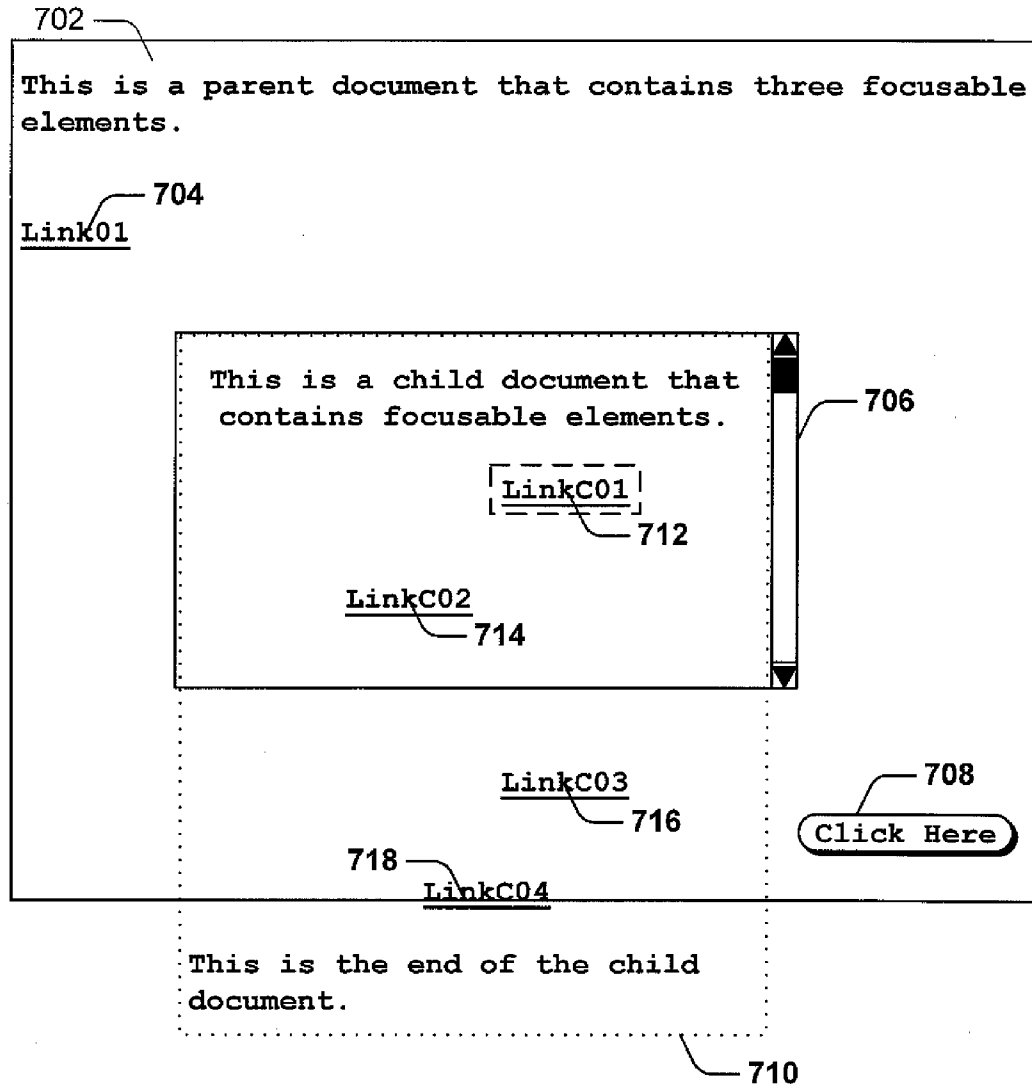 702
This is a parent document that contains three focusable
elements.
704
Link01
This is a child document that
contains focusable elements.
706
LinkC01
712
LinkC02
714
708
LinkC03
716
Click Here
718
LinkC04
This is the end of the child
document.
710